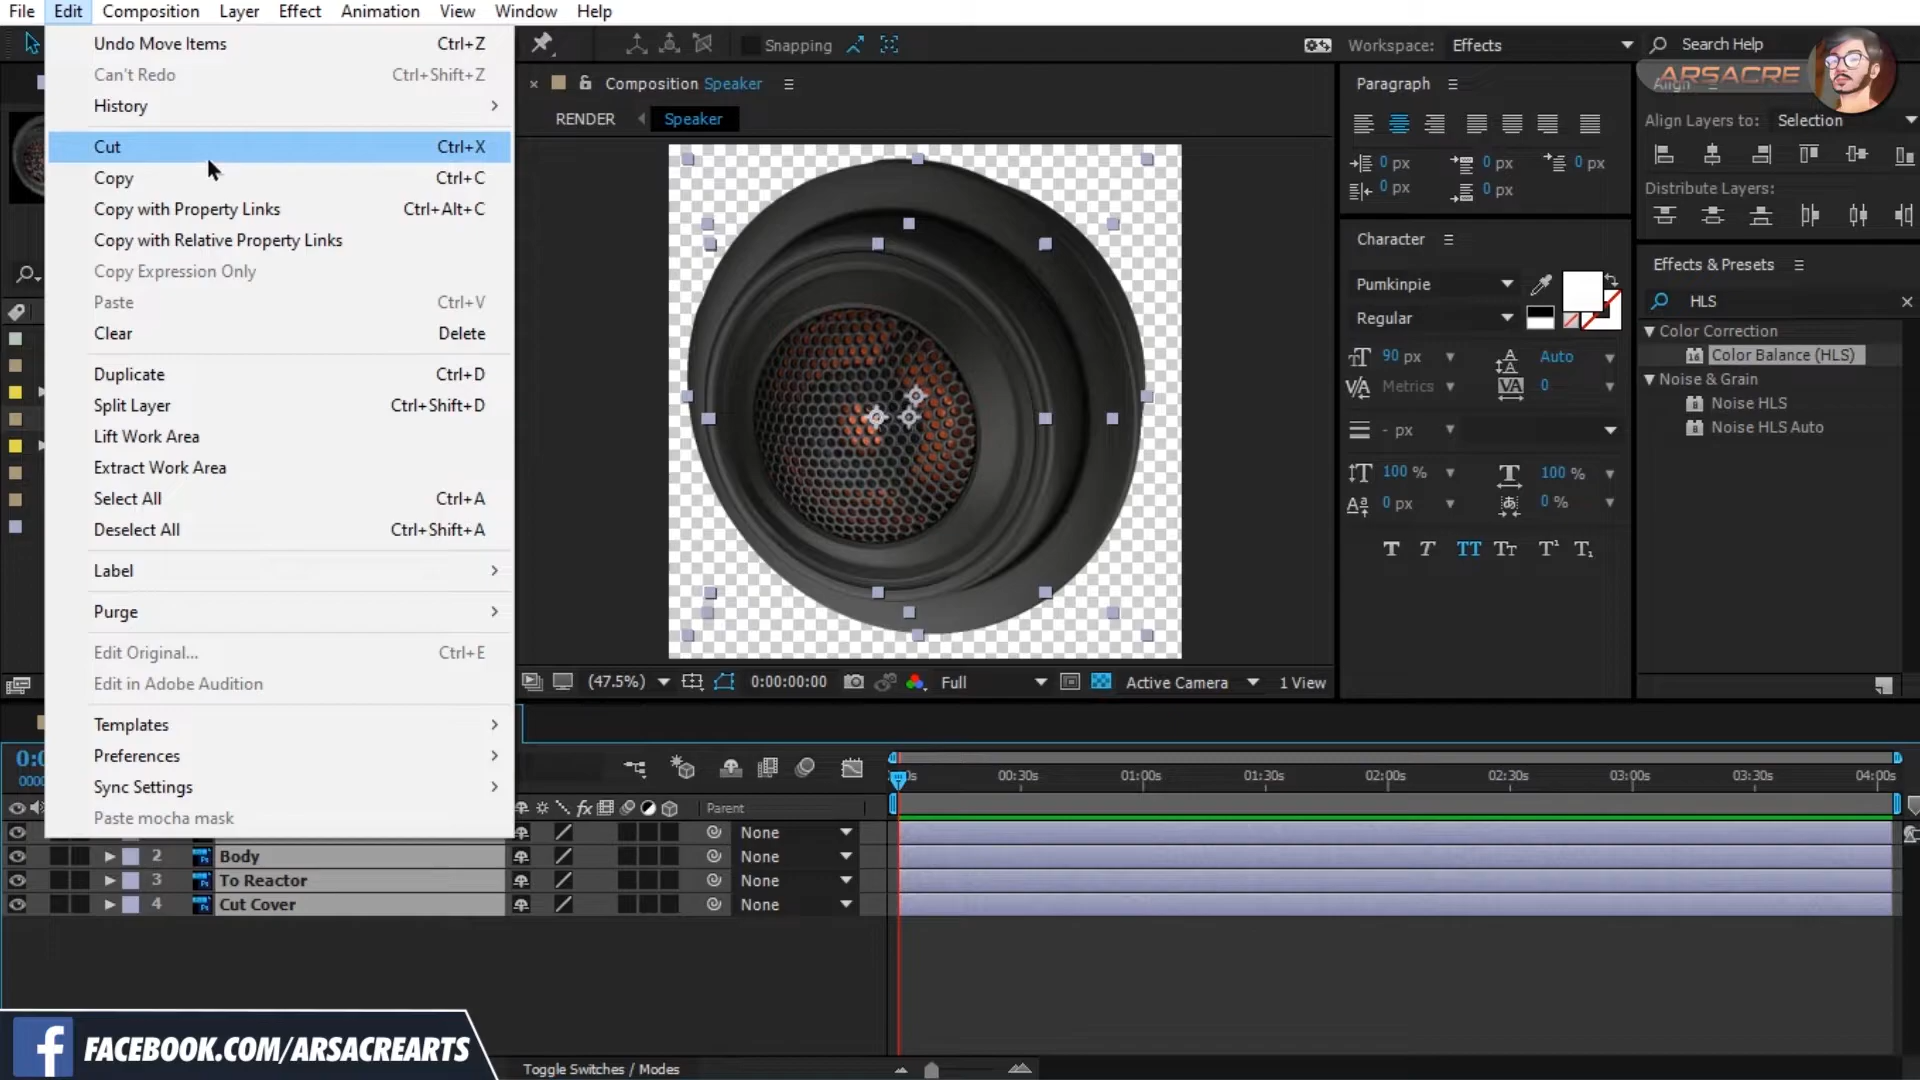 File Edit Composition Layer Effect Animation View Window Help
Undo Move Items Ctrl+Z
Can't Redo Ctrl+Shift+Z
History
Cut Ctrl+X
Copy Ctrl+C
Copy with Property Links Ctrl+Alt+C
Copy with Relative Property Links
Copy Expression Only
Paste Ctrl+V
Clear Delete
Duplicate Ctrl+D
Split Layer Ctrl+Shift+D
Lift Work Area
Extract Work Area
Select All Ctrl+A
Deselect All Ctrl+Shift+A
Label
Purge
Edit Original... Ctrl+E
Edit in Adobe Audition
Templates
Preferences
Sync Settings
Paste mocha mask
Snapping
Workspace: Effects
Search Help
ARSACRE
Composition Speaker
RENDER Speaker
(47.5%) 0:00:00:00 Full Active Camera 1 View
Paragraph
0 px 0 px 0 px
0 px 0 px
Character
Pumkinpie
Regular
90 px Auto
Metrics 0
- px
100 % 100 %
0 px 0 %
T T TT Tt T¹ T₁
Align
Align Layers to: Selection
Distribute Layers:
Effects & Presets
HLS
Color Correction
Color Balance (HLS)
Noise & Grain
Noise HLS
Noise HLS Auto
00:30s 01:00s 01:30s 02:00s 02:30s 03:00s 03:30s 04:00s
Parent
None
2 Body None
3 To Reactor None
4 Cut Cover None
Toggle Switches / Modes
FACEBOOK.COM/ARSACREARTS